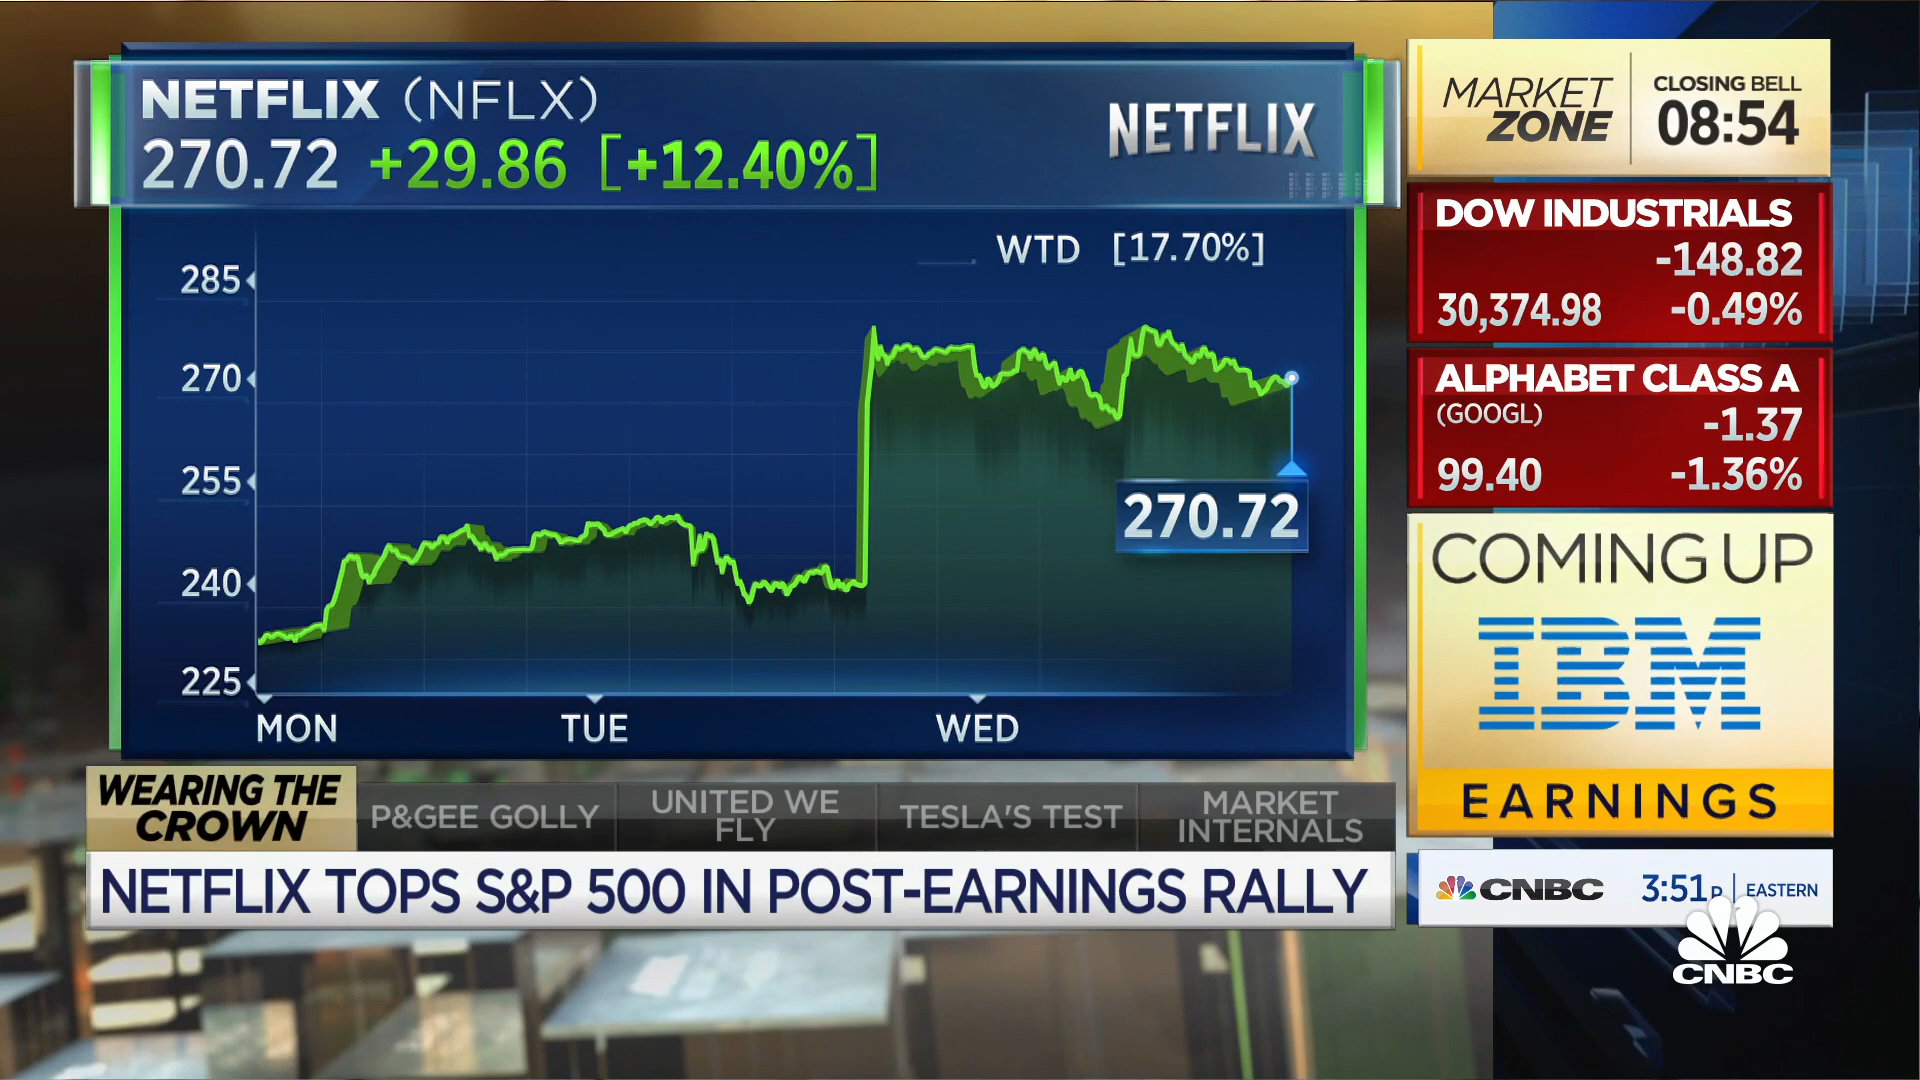 NETFLIX (NFLX)
270.72 +29.86 [+12.40%]
NETFLIX
WTD [17.70%]
285
270
255
240
225
270.72
MON TUE WED
MARKET
ZONE
CLOSING BELL
08:54
DOW INDUSTRIALS
-148.82
30,374.98 -0.49%
ALPHABET CLASS A
(GOOGL) -1.37
99.40 -1.36%
COMING UP
IBM
EARNINGS
WEARING THE
CROWN
P&GEE GOLLY
UNITED WE
FLY
TESLA'S TEST
MARKET
INTERNALS
NETFLIX TOPS S&P 500 IN POST-EARNINGS RALLY
CNBC 3:51P EASTERN
CNBC